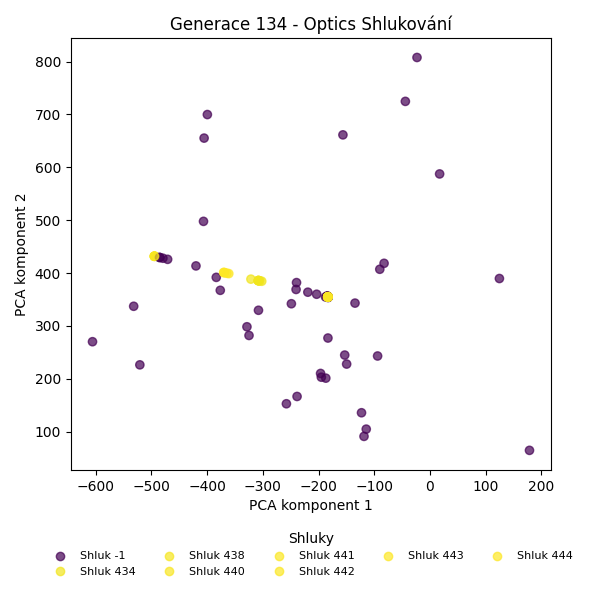 Generace 134 - Optics Shlukování
PCA komponent 2
800
700
600
500
400
300
200
100
−600 −500 −400 −300 −200 −100 0 100 200
PCA komponent 1
Shluky
Shluk -1 Shluk 438 Shluk 441 Shluk 443 Shluk 444
Shluk 434 Shluk 440 Shluk 442